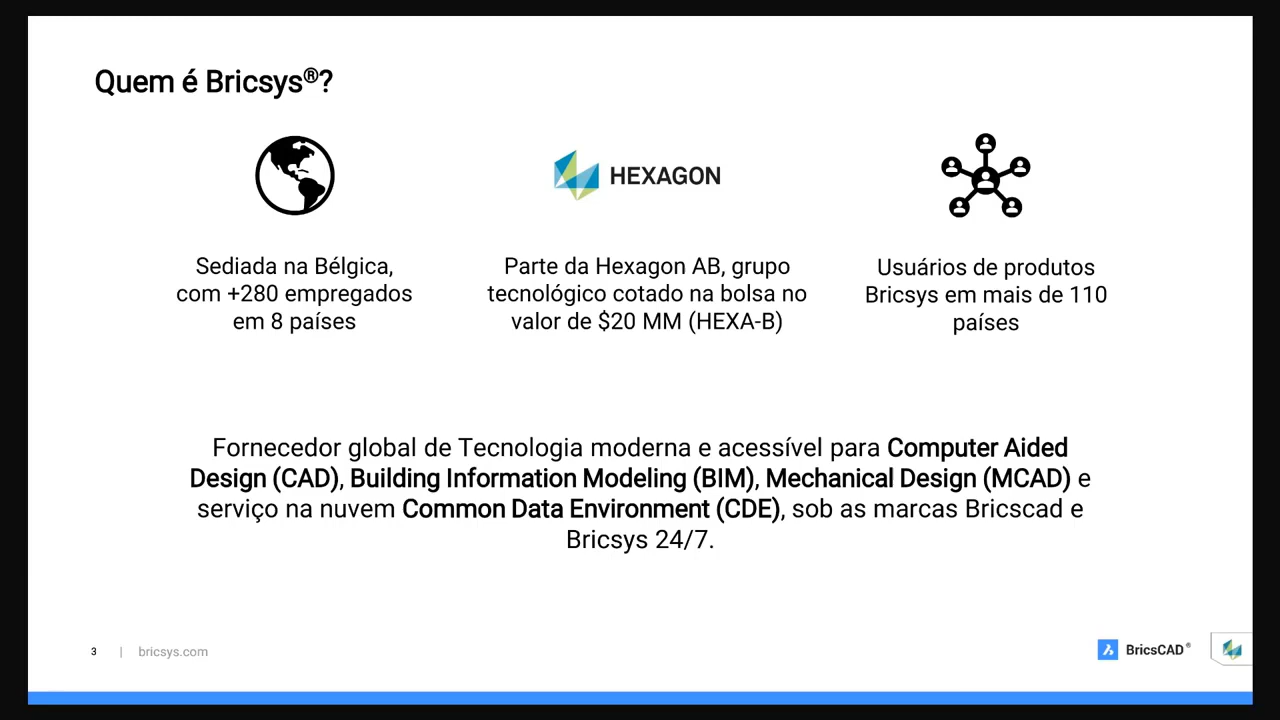 Quem é Bricsys®?
HEXAGON
Sediada na Bélgica,
com +280 empregados
em 8 países
Parte da Hexagon AB, grupo
tecnológico cotado na bolsa no
valor de $20 MM (HEXA-B)
Usuários de produtos
Bricsys em mais de 110
países
Fornecedor global de Tecnologia moderna e acessível para Computer Aided
Design (CAD), Building Information Modeling (BIM), Mechanical Design (MCAD) e
serviço na nuvem Common Data Environment (CDE), sob as marcas Bricscad e
Bricsys 24/7.
3 | bricsys.com
BricsCAD®